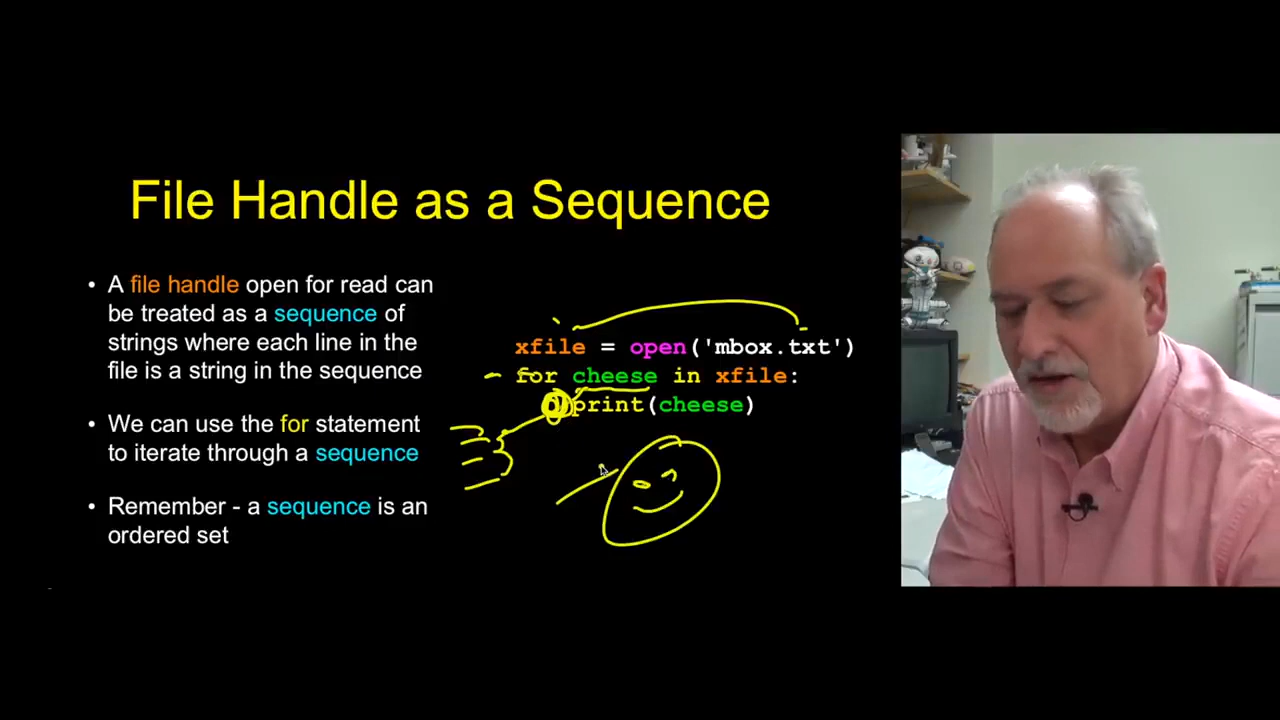 File Handle as a Sequence
• A file handle open for read can
be treated as a sequence of
strings where each line in the
file is a string in the sequence
• We can use the for statement
to iterate through a sequence
• Remember - a sequence is an
ordered set
xfile = open('mbox.txt')
for cheese in xfile:
print(cheese)